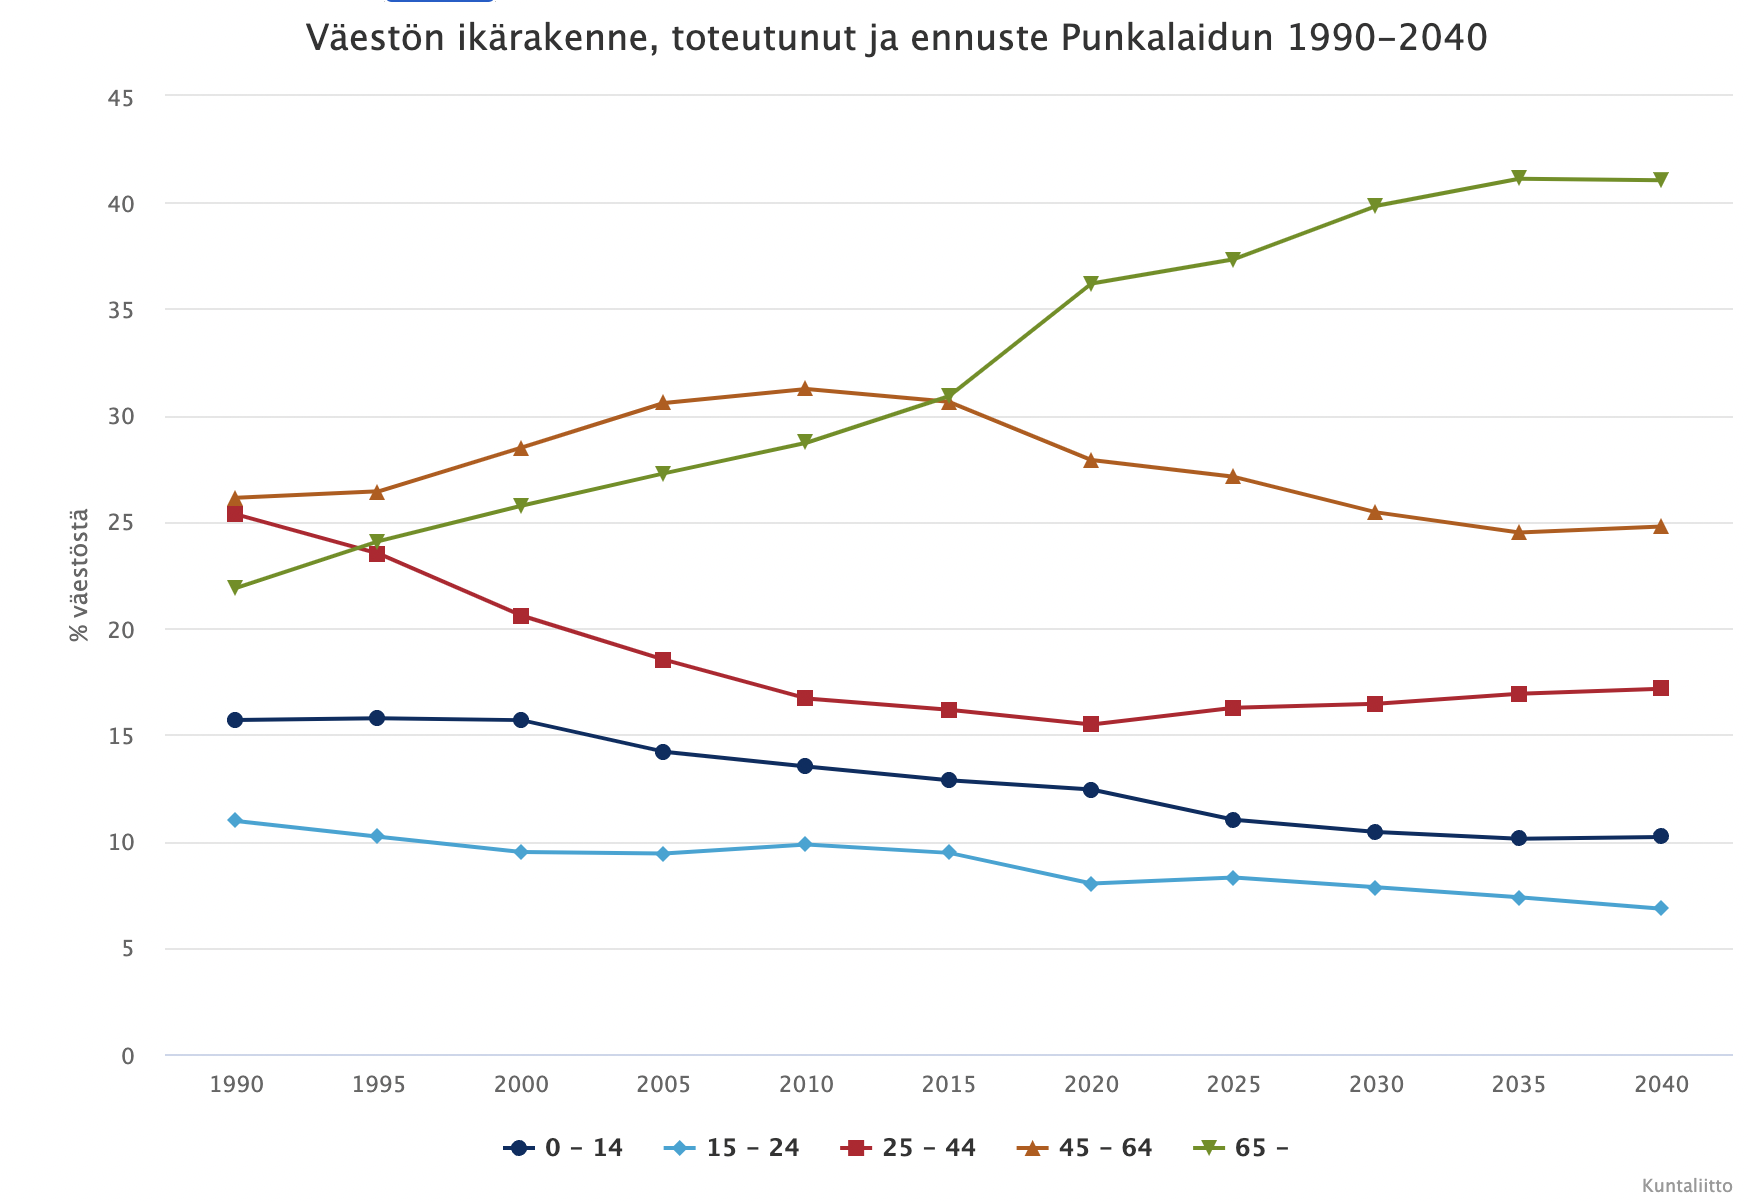 Väestön ikärakenne, toteutunut ja ennuste Punkalaidun 1990–2040
% väestöstä
45
40
35
30
25
20
15
10
5
0
1990 1995 2000 2005 2010 2015 2020 2025 2030 2035 2040
0 – 14 15 – 24 25 – 44 45 – 64 65 –
Kuntaliitto